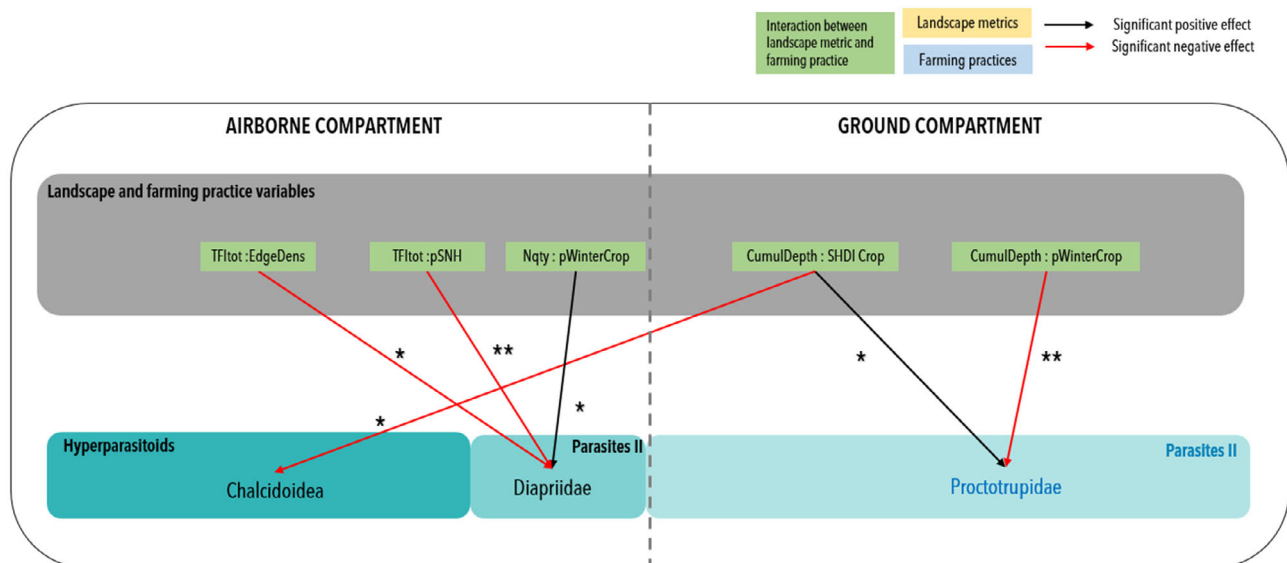 Interaction between
landscape metric and
farming practice
Landscape metrics
Farming practices
Significant positive effect
Significant negative effect
AIRBORNE COMPARTMENT
GROUND COMPARTMENT
Landscape and farming practice variables
TFItot :EdgeDens
TFItot :pSNH
Nqty : pWinterCrop
CumulDepth : SHDI Crop
CumulDepth : pWinterCrop
*
**
*
*
*
**
Hyperparasitoids
Chalcidoidea
Parasites II
Diapriidae
Parasites II
Proctotrupidae